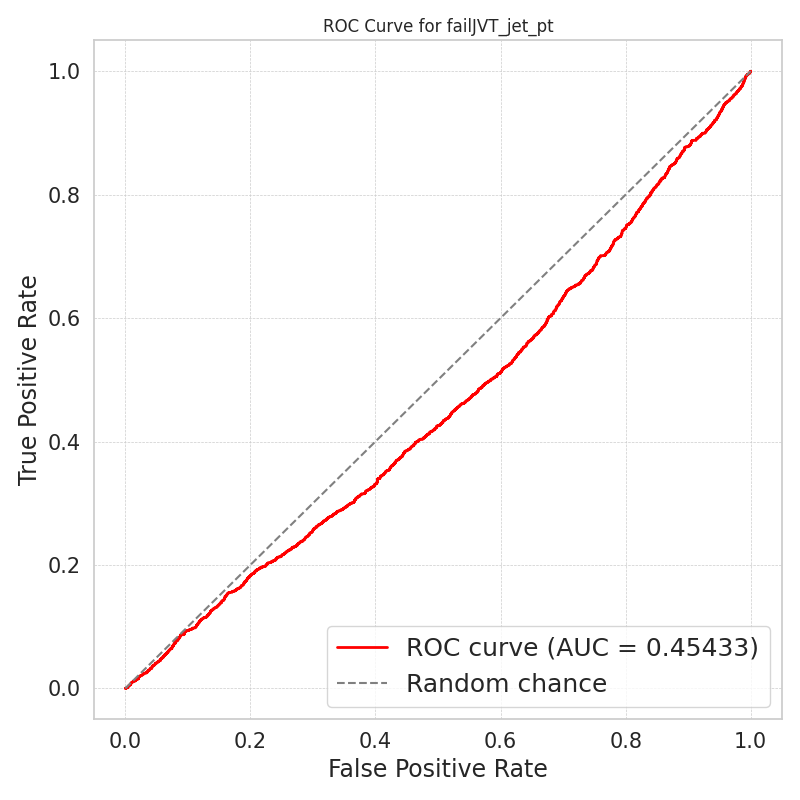 ROC Curve for failJVT_jet_pt
1.0
0.8
0.6
0.4
0.2
0.0
True Positive Rate
ROC curve (AUC = 0.45433)
Random chance
0.0 0.2 0.4 0.6 0.8 1.0
False Positive Rate